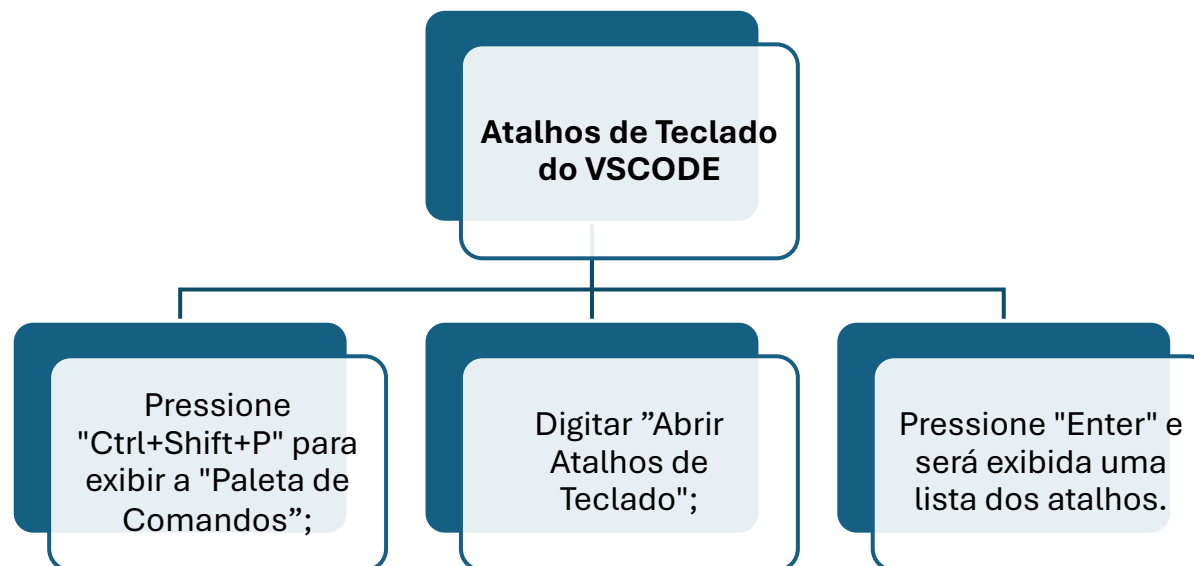 Atalhos de Teclado
do VSCODE
Pressione
"Ctrl+Shift+P" para
exibir a "Paleta de
Comandos”;
Digitar ”Abrir
Atalhos de
Teclado";
Pressione "Enter" e
será exibida uma
lista dos atalhos.